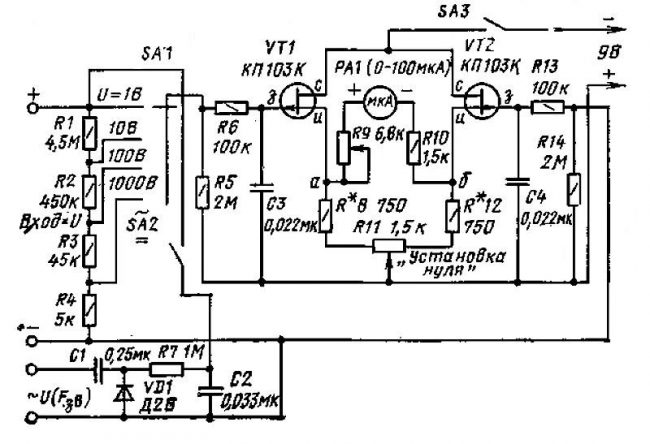 SA3
–
9В
+
SA1
VT1
КП103К
PA1 (0-100мкА)
VT2
КП103К
R13
100к
+
U=1В
10В
100В
1000В
R1
4,5М
R2
450к
Вход=U
R3
45к
R4
5к
~
SA2
=
R6
100к
R5
2М
C3
0,022мк
з
с
и
+
мкА
–
R9 6,8к
R10
1,5к
а
б
R*8 750
R11 1,5к
R*12
750
„Установка
нуля"
с
и
з
R14
2М
C4
0,022мк
–
C1
0,25мк
R7 1М
VD1
Д2В
C2
0,033мк
~U(Fзв)